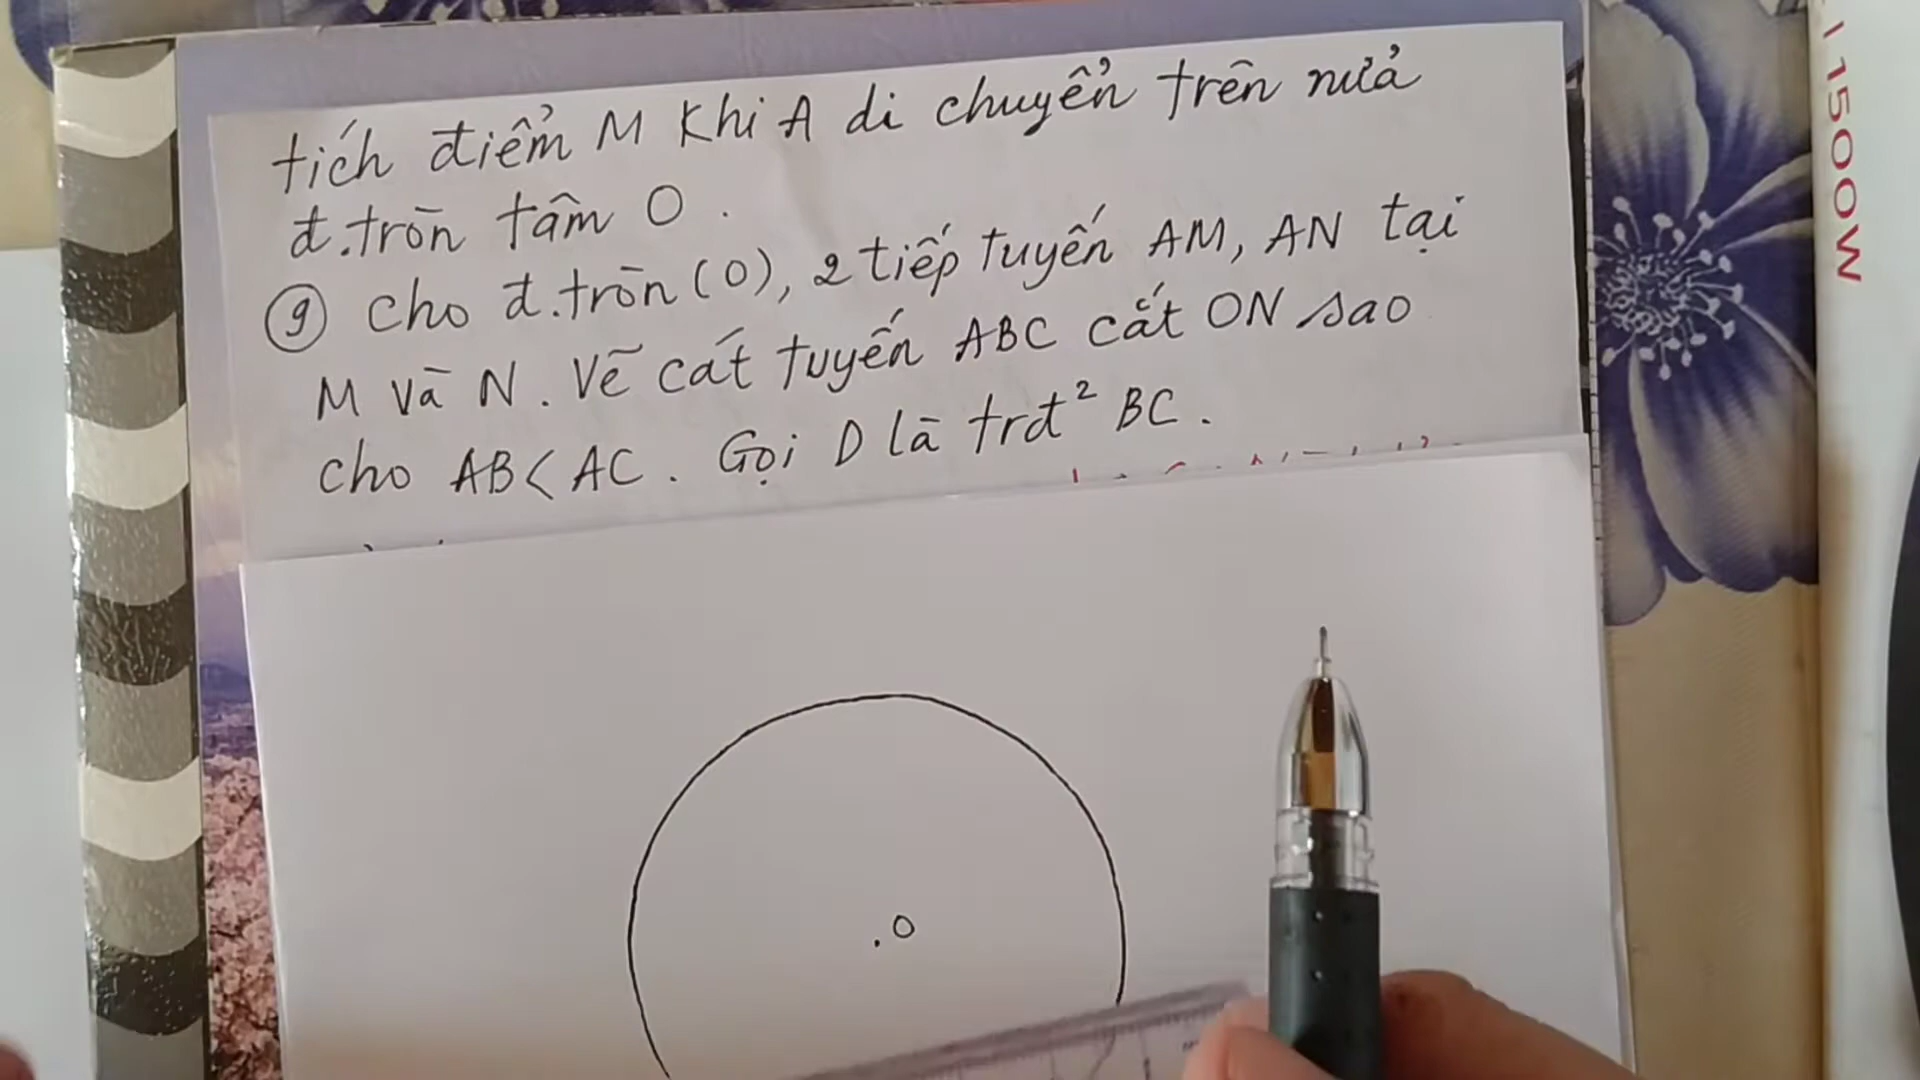 tích điểm M khi A di chuyển trên nửa
đ.tròn tâm O.
⑨ Cho đ.tròn (O), 2 tiếp tuyến AM, AN tại
M và N. Vẽ cát tuyến ABC cắt ON sao
cho AB < AC. Gọi D là trđ² BC.
.O
1500W